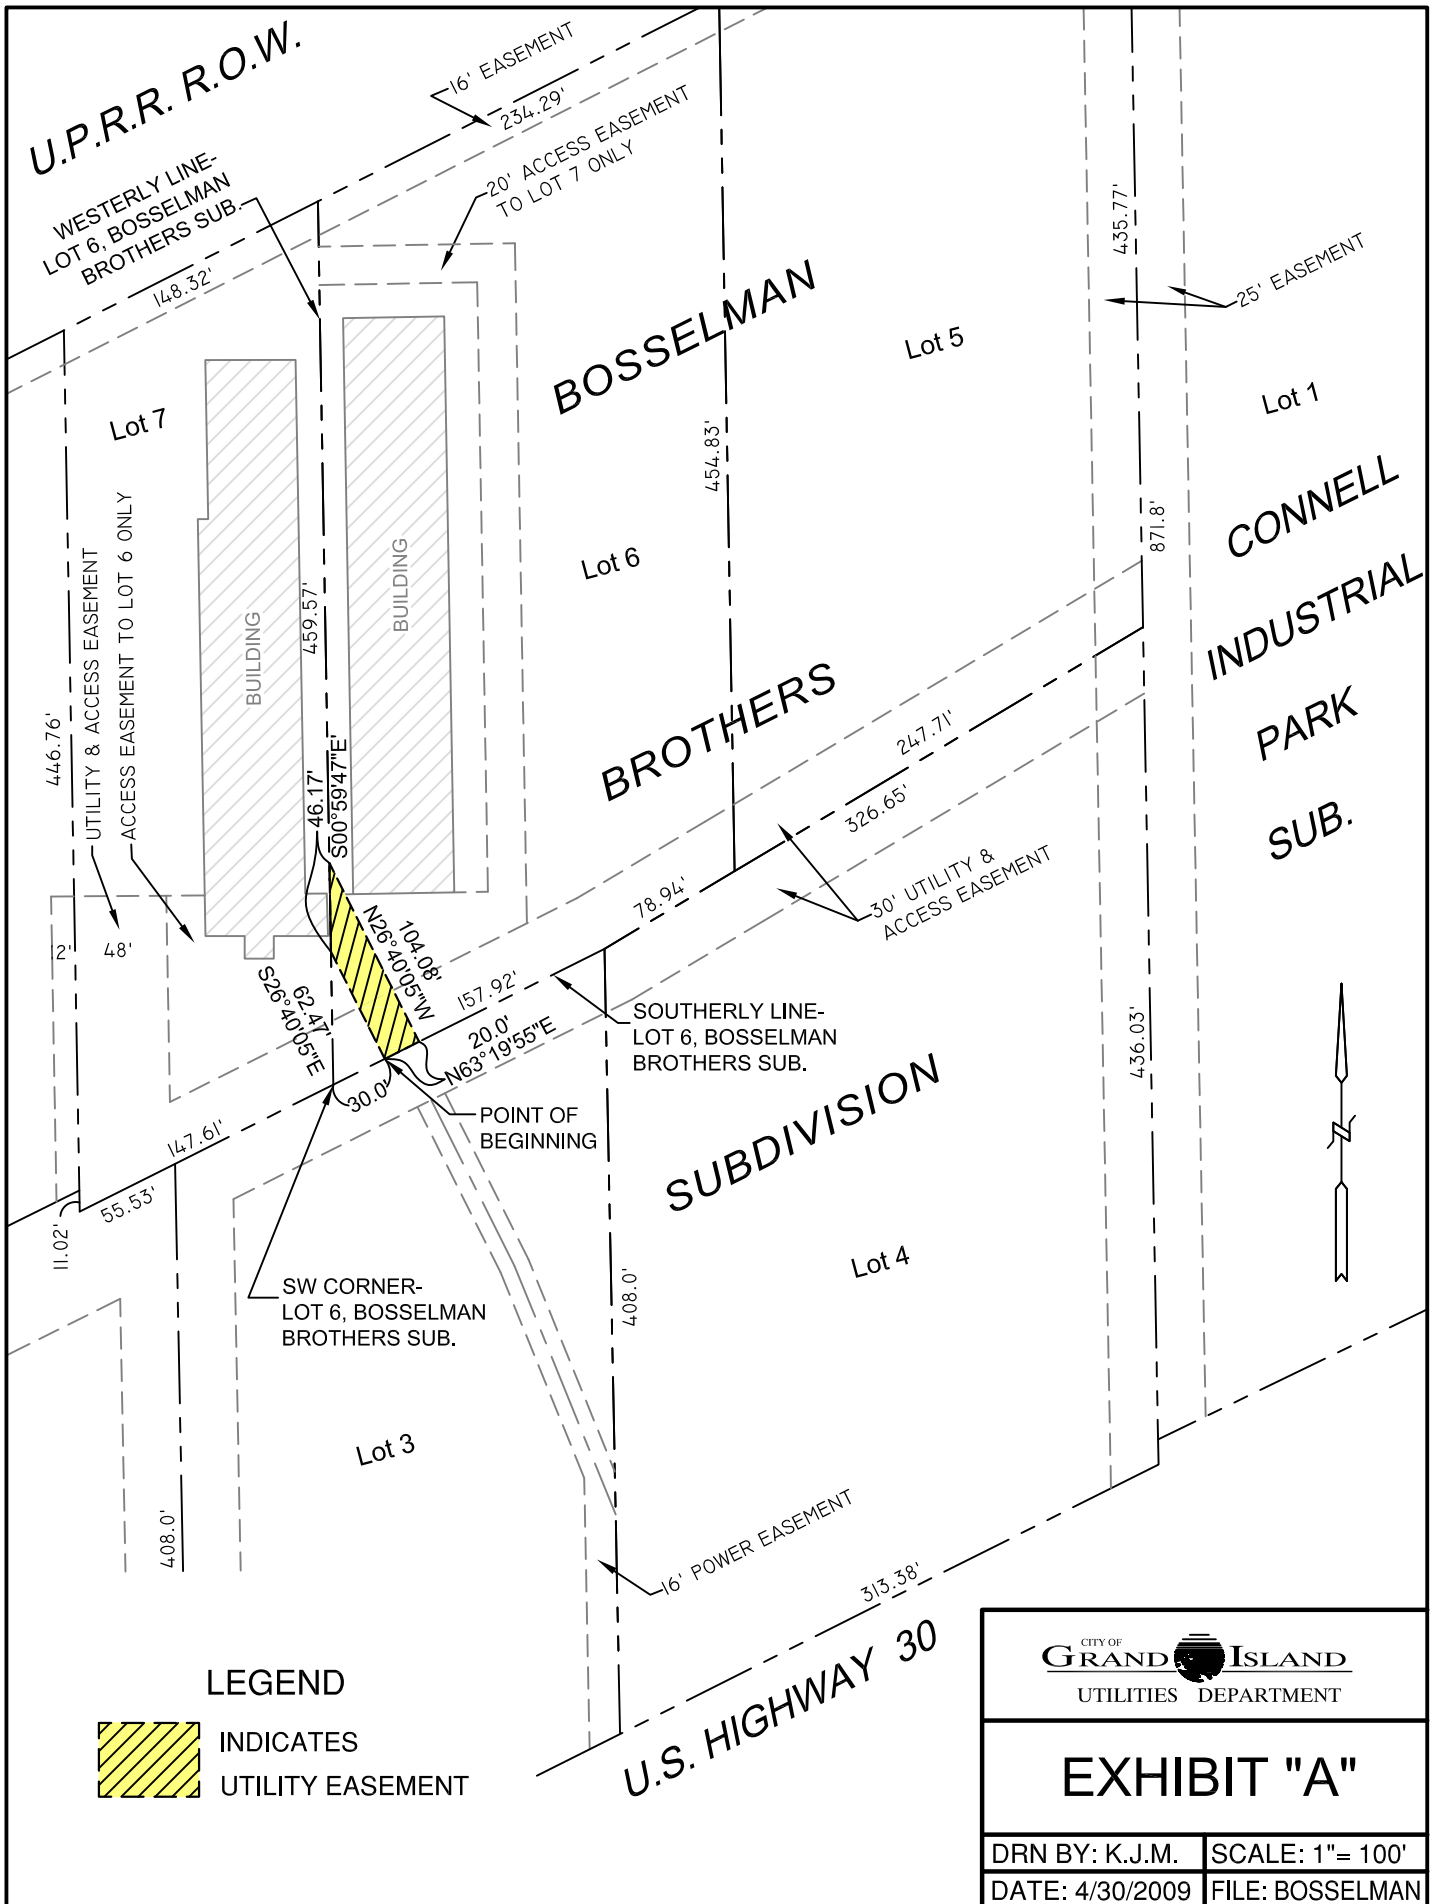 U.P.R.R. R.O.W.
16' EASEMENT
234.29'
20' ACCESS EASEMENT
TO LOT 7 ONLY
WESTERLY LINE-
LOT 6, BOSSELMAN
BROTHERS SUB.
148.32'
435.77'
25' EASEMENT
BOSSELMAN
Lot 5
Lot 1
Lot 7
454.83'
CONNELL
871.8'
UTILITY & ACCESS EASEMENT
ACCESS EASEMENT TO LOT 6 ONLY
BUILDING
BUILDING
Lot 6
459.57'
INDUSTRIAL
446.76'
BROTHERS
PARK
247.71'
46.17'
S00°59'47"E'
326.65'
SUB.
30' UTILITY &
ACCESS EASEMENT
78.94'
12'
48'
104.08'
N26°40'05"W
62.47'
S26°40'05"E
157.92'
20.0'
N63°19'55"E
SOUTHERLY LINE-
LOT 6, BOSSELMAN
BROTHERS SUB.
436.03'
30.0'
POINT OF
BEGINNING
SUBDIVISION
147.61'
55.53'
11.02'
SW CORNER-
LOT 6, BOSSELMAN
BROTHERS SUB.
408.0'
Lot 4
Lot 3
408.0'
16' POWER EASEMENT
313.38'
U.S. HIGHWAY 30
LEGEND
INDICATES
UTILITY EASEMENT
CITY OF
GRAND ISLAND
UTILITIES DEPARTMENT
EXHIBIT "A"
DRN BY: K.J.M.
SCALE: 1"= 100'
DATE: 4/30/2009
FILE: BOSSELMAN